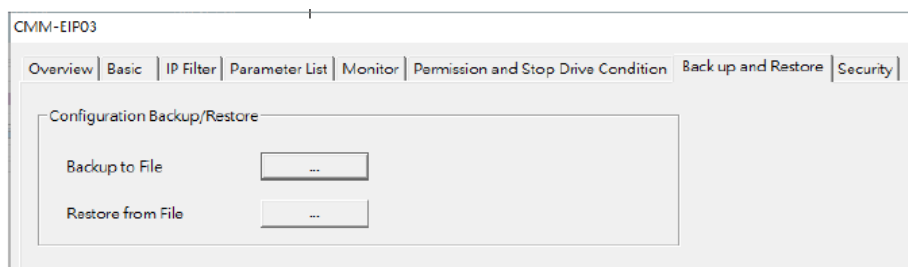 CMM-EIP03
Overview Basic IP Filter Parameter List Monitor Permission and Stop Drive Condition Back up and Restore Security
Configuration Backup/Restore
Backup to File ...
Restore from File ...